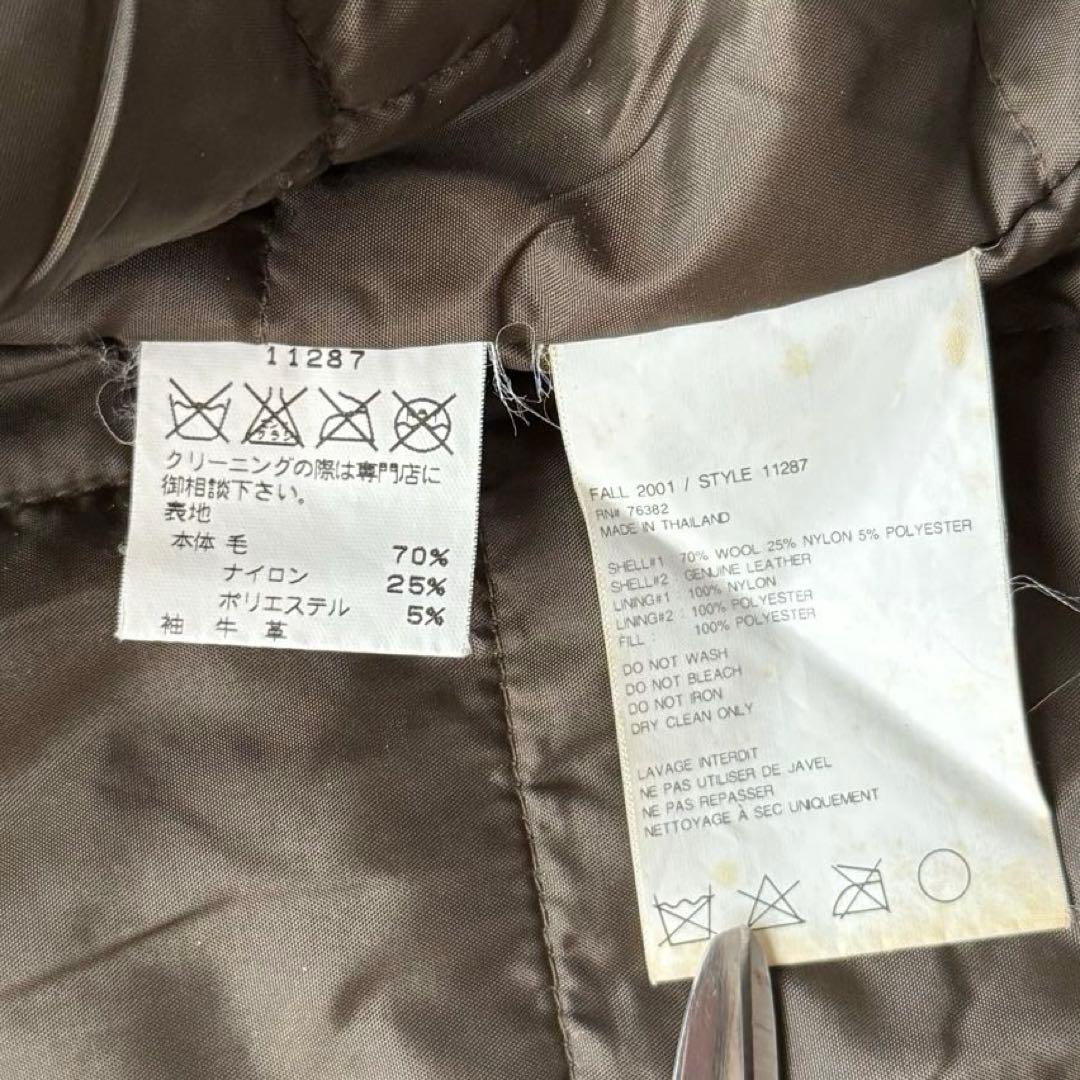 11287
クリーニングの際は専門店に
御相談下さい。
表地
本体 毛 70%
ナイロン 25%
ポリエステル 5%
袖 牛 革
FALL 2001 / STYLE 11287
RN# 76382
MADE IN THAILAND
SHELL#1 70% WOOL 25% NYLON 5% POLYESTER
SHELL#2 GENUINE LEATHER
LINING#1 100% NYLON
LINING#2 : 100% POLYESTER
FILL : 100% POLYESTER
DO NOT WASH
DO NOT BLEACH
DO NOT IRON
DRY CLEAN ONLY
LAVAGE INTERDIT
NE PAS UTILISER DE JAVEL
NE PAS REPASSER
NETTOYAGE À SEC UNIQUEMENT